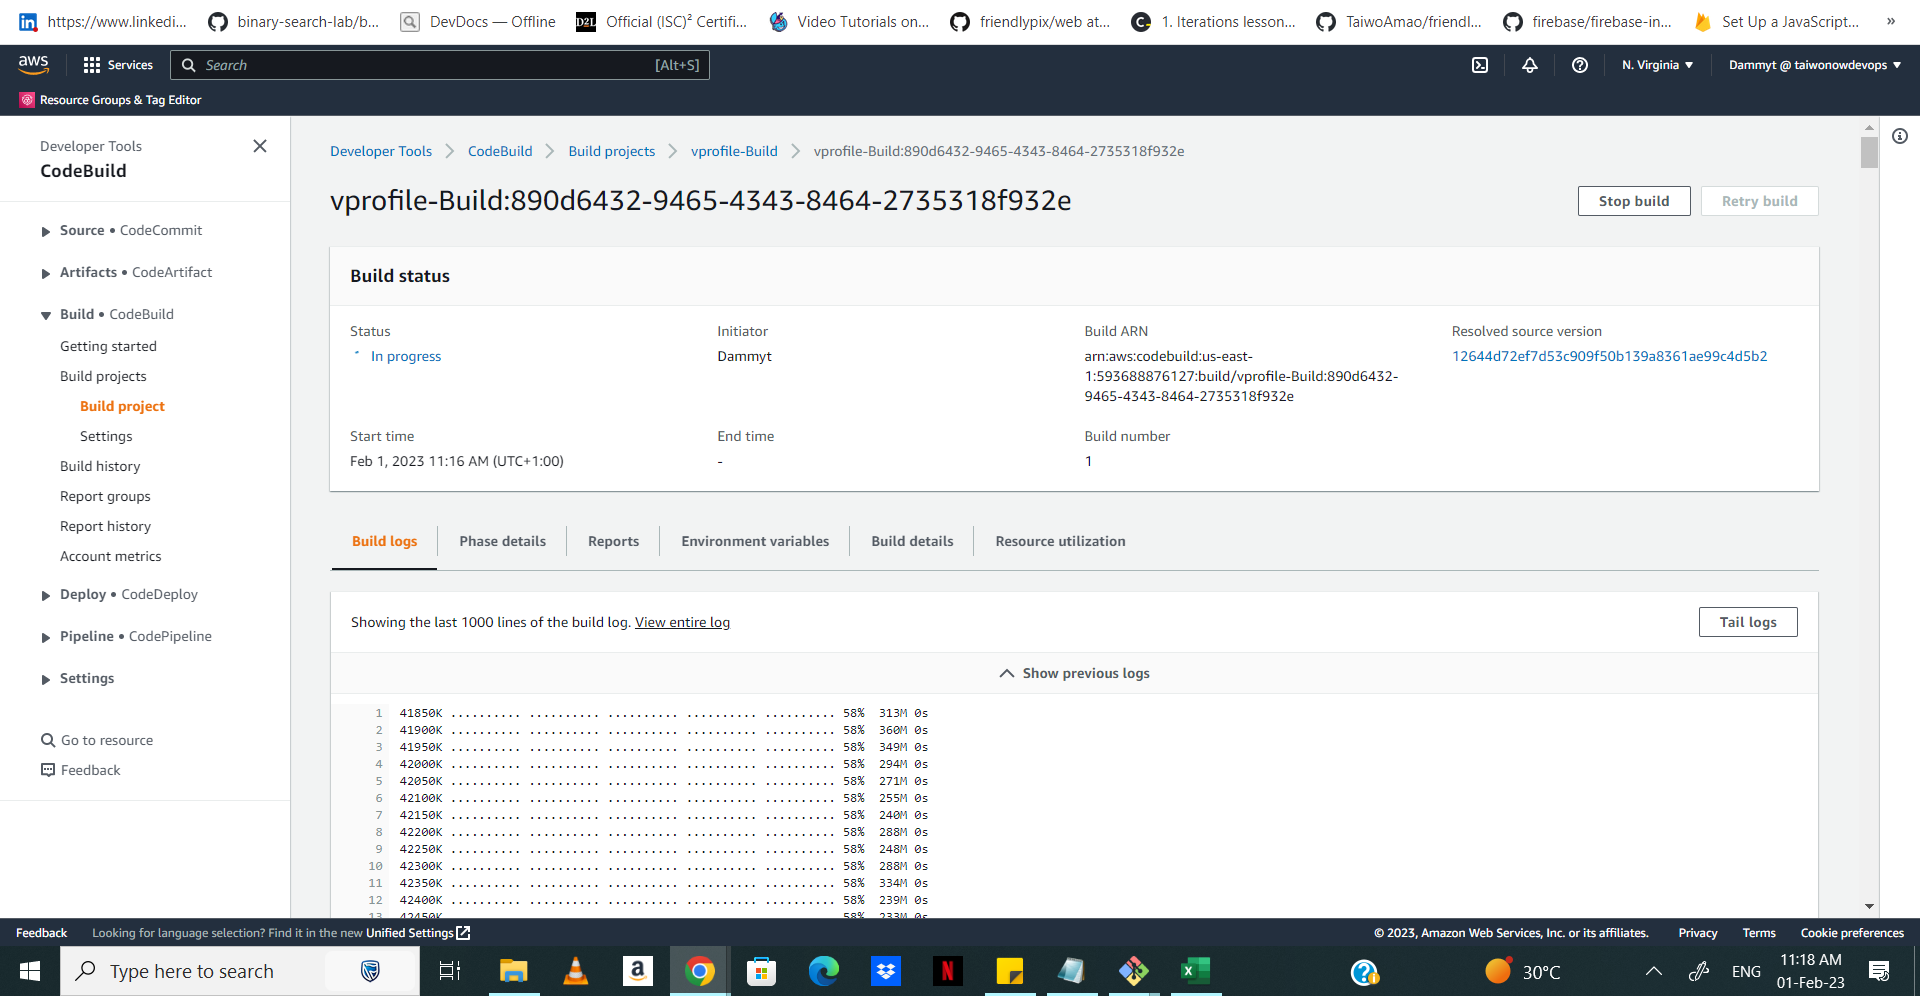 https://www.linkedi...
binary-search-lab/b...
DevDocs — Offline
D2L
Official (ISC)² Certifi...
Video Tutorials on...
friendlypix/web at...
1. Iterations lesson...
TaiwoAmao/friendl...
firebase/firebase-in...
Set Up a JavaScript...
»
aws
Services
Search
[Alt+S]
N. Virginia
Dammyt @ taiwonowdevops
Resource Groups & Tag Editor
Developer Tools
CodeBuild
Source • CodeCommit
Artifacts • CodeArtifact
Build • CodeBuild
Getting started
Build projects
Build project
Settings
Build history
Report groups
Report history
Account metrics
Deploy • CodeDeploy
Pipeline • CodePipeline
Settings
Go to resource
Feedback
Developer Tools
CodeBuild
Build projects
vprofile-Build
vprofile-Build:890d6432-9465-4343-8464-2735318f932e
vprofile-Build:890d6432-9465-4343-8464-2735318f932e
Stop build
Retry build
Build status
Status
In progress
Initiator
Dammyt
Build ARN
arn:aws:codebuild:us-east-
1:593688876127:build/vprofile-Build:890d6432-
9465-4343-8464-2735318f932e
Resolved source version
12644d72ef7d53c909f50b139a8361ae99c4d5b2
Start time
Feb 1, 2023 11:16 AM (UTC+1:00)
End time
-
Build number
1
Build logs
Phase details
Reports
Environment variables
Build details
Resource utilization
Showing the last 1000 lines of the build log. View entire log
Tail logs
Show previous logs
1 41850K .......... .......... .......... .......... .......... 58% 313M 0s
2 41900K .......... .......... .......... .......... .......... 58% 360M 0s
3 41950K .......... .......... .......... .......... .......... 58% 349M 0s
4 42000K .......... .......... .......... .......... .......... 58% 294M 0s
5 42050K .......... .......... .......... .......... .......... 58% 271M 0s
6 42100K .......... .......... .......... .......... .......... 58% 255M 0s
7 42150K .......... .......... .......... .......... .......... 58% 240M 0s
8 42200K .......... .......... .......... .......... .......... 58% 288M 0s
9 42250K .......... .......... .......... .......... .......... 58% 248M 0s
10 42300K .......... .......... .......... .......... .......... 58% 288M 0s
11 42350K .......... .......... .......... .......... .......... 58% 334M 0s
12 42400K .......... .......... .......... .......... .......... 58% 239M 0s
13 42450K .......... .......... .......... .......... .......... 58% 233M 0s
Feedback
Looking for language selection? Find it in the new Unified Settings
© 2023, Amazon Web Services, Inc. or its affiliates.
Privacy
Terms
Cookie preferences
Type here to search
30°C
ENG
11:18 AM
01-Feb-23